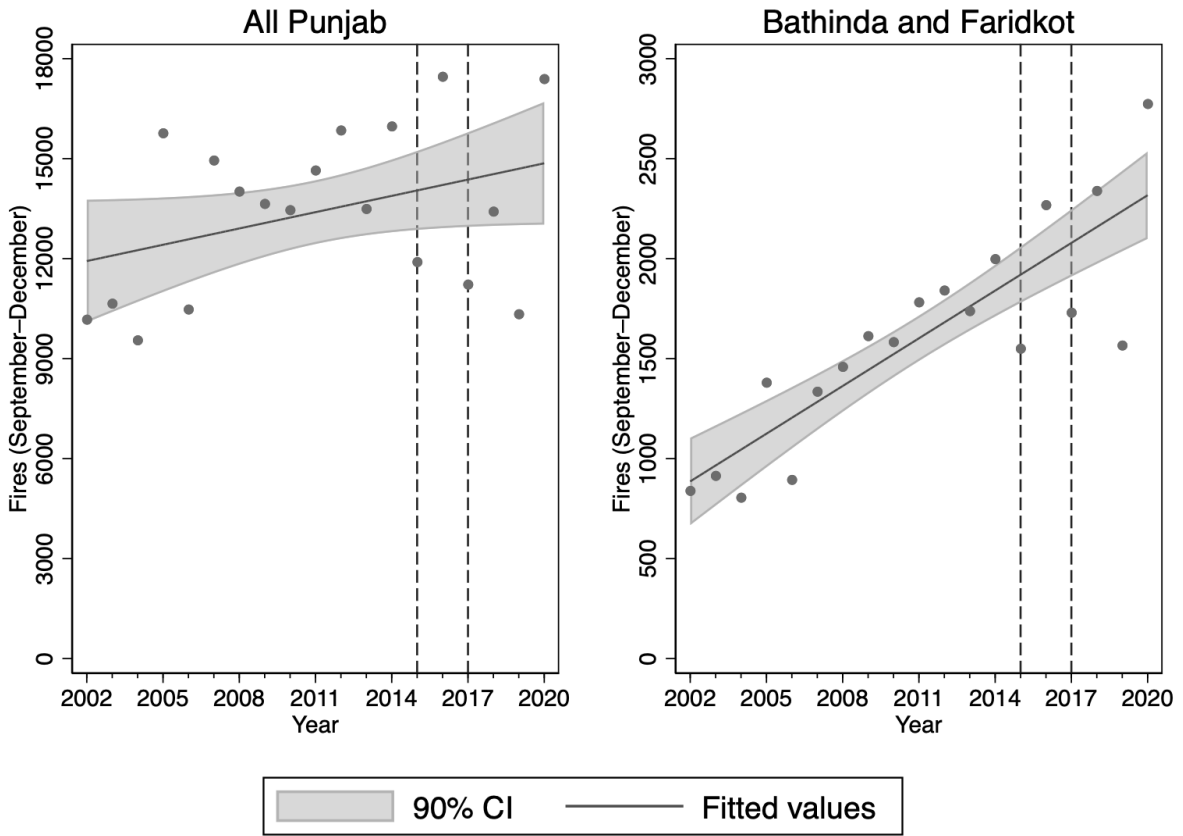 All Punjab
Fires (September–December)
18000
15000
12000
9000
6000
3000
0
2002 2005 2008 2011 2014 2017 2020
Year
Bathinda and Faridkot
Fires (September–December)
3000
2500
2000
1500
1000
500
0
2002 2005 2008 2011 2014 2017 2020
Year
90% CI Fitted values